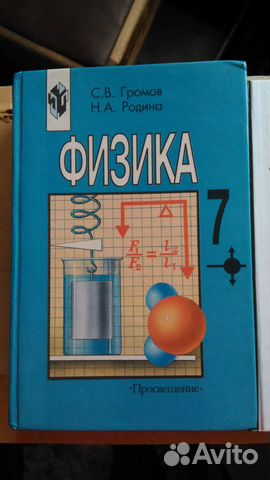 С.В. Громов
Н.А. Родина
ФИЗИКА
7
F₁/F₂ = l₂/l₁
·Просвещение·
Avito